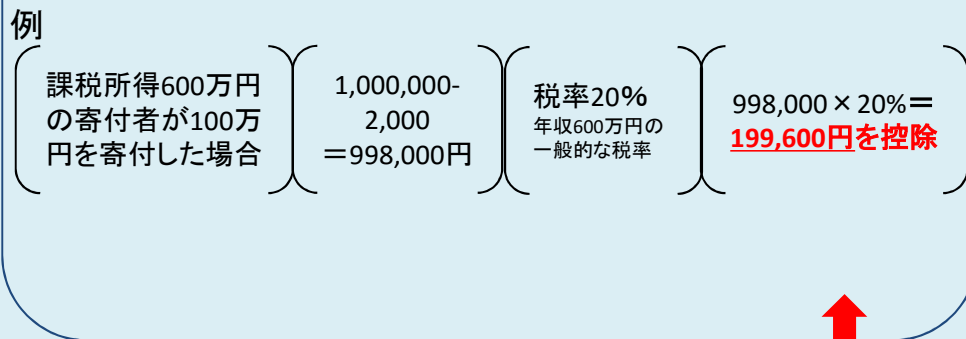 例
課税所得600万円
の寄付者が100万
円を寄付した場合
1,000,000-
2,000
＝998,000円
税率20%
年収600万円の
一般的な税率
998,000×20%＝
199,600円を控除